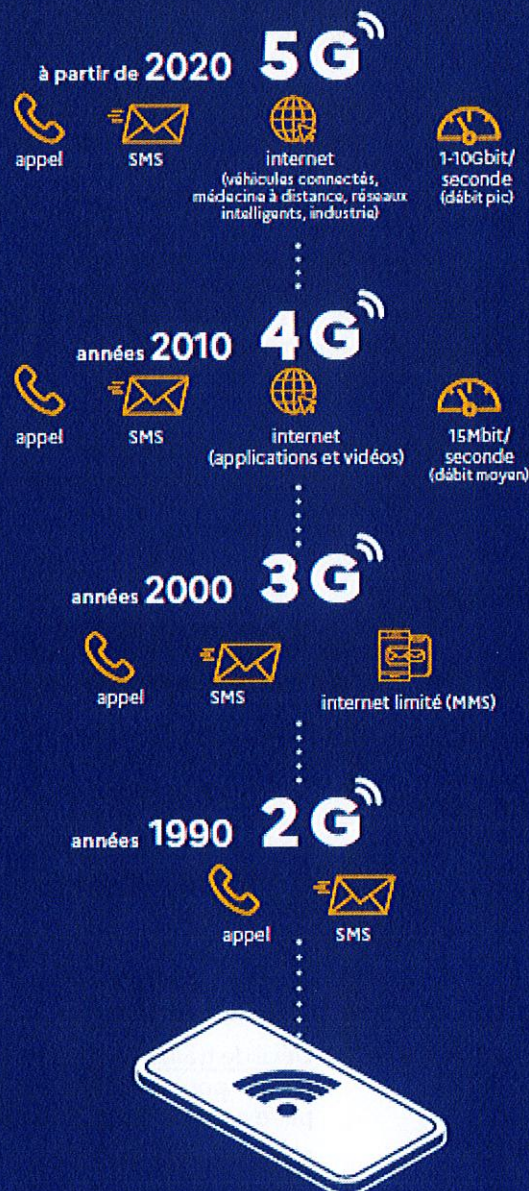 à partir de 2020 5G
appel
SMS
internet
(véhicules connectés,
médecine à distance, réseaux
intelligents, industrie)
1-10Gbit/
seconde
(débit pic)
années 2010 4G
appel
SMS
internet
(applications et vidéos)
15Mbit/
seconde
(débit moyen)
années 2000 3G
appel
SMS
internet limité (MMS)
années 1990 2G
appel
SMS